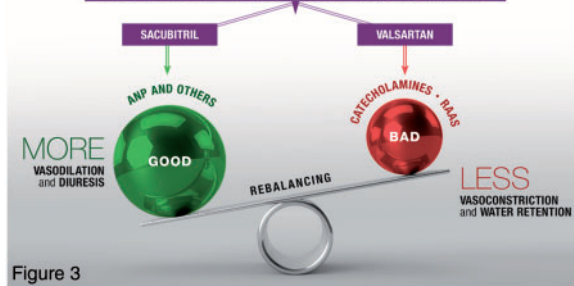 SACUBITRIL
VALSARTAN
ANP AND OTHERS
CATECHOLAMINES • RAAS
GOOD
BAD
MORE
VASODILATION
and DIURESIS
REBALANCING
LESS
VASOCONSTRICTION
and WATER RETENTION
Figure 3